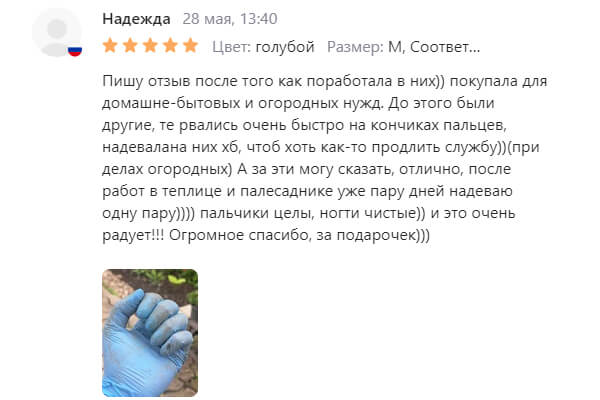 Надежда 28 мая, 13:40
Цвет: голубой Размер: M, Соответ...
Пишу отзыв после того как поработала в них)) покупала для
домашне-бытовых и огородных нужд. До этого были
другие, те рвались очень быстро на кончиках пальцев,
надевалана них хб, чтоб хоть как-то продлить службу))(при
делах огородных) А за эти могу сказать, отлично, после
работ в теплице и палесаднике уже пару дней надеваю
одну пару)))) пальчики целы, ногти чистые)) и это очень
радует!!! Огромное спасибо, за подарочек)))